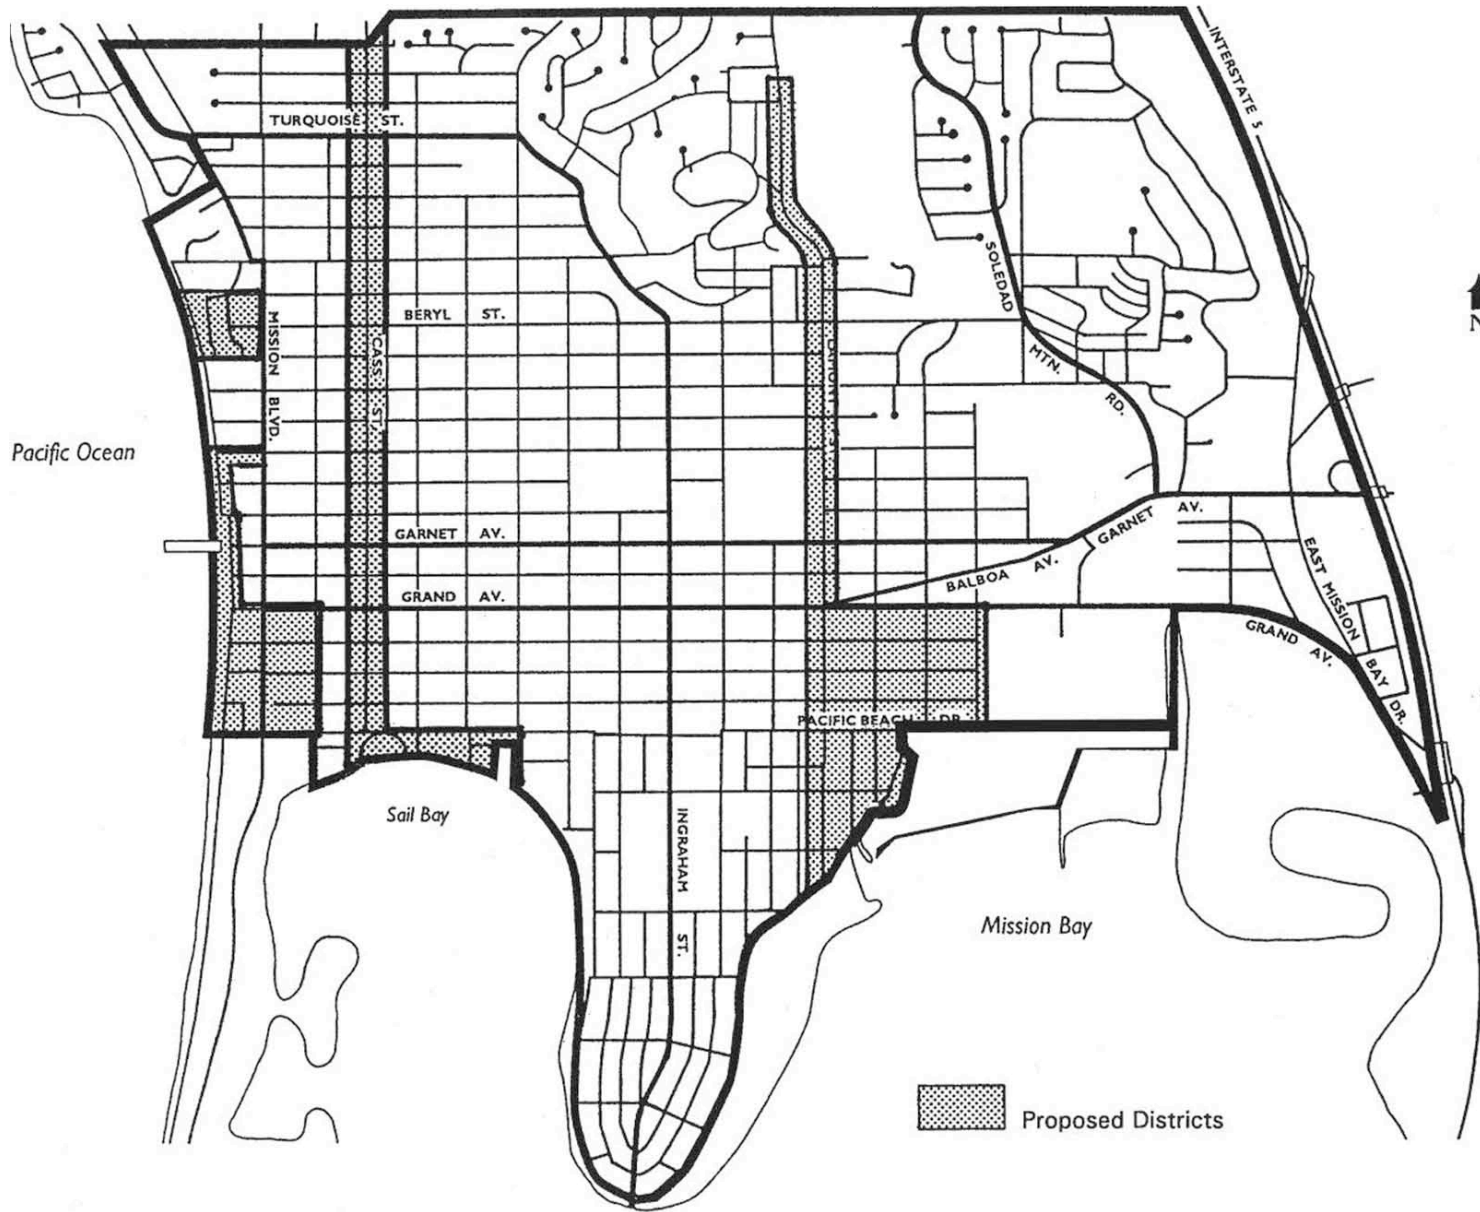 INTERSTATE 5
TURQUOISE ST.
SOLEDAD MTN. RD.
BERYL ST.
MISSION BLVD.
CASS ST.
N
Pacific Ocean
GARNET AV.
GARNET AV.
BALBOA AV.
GRAND AV.
EAST MISSION BAY DR.
GRAND AV.
PACIFIC BEACH DR.
Sail Bay
INGRAHAM ST.
Mission Bay
Proposed Districts